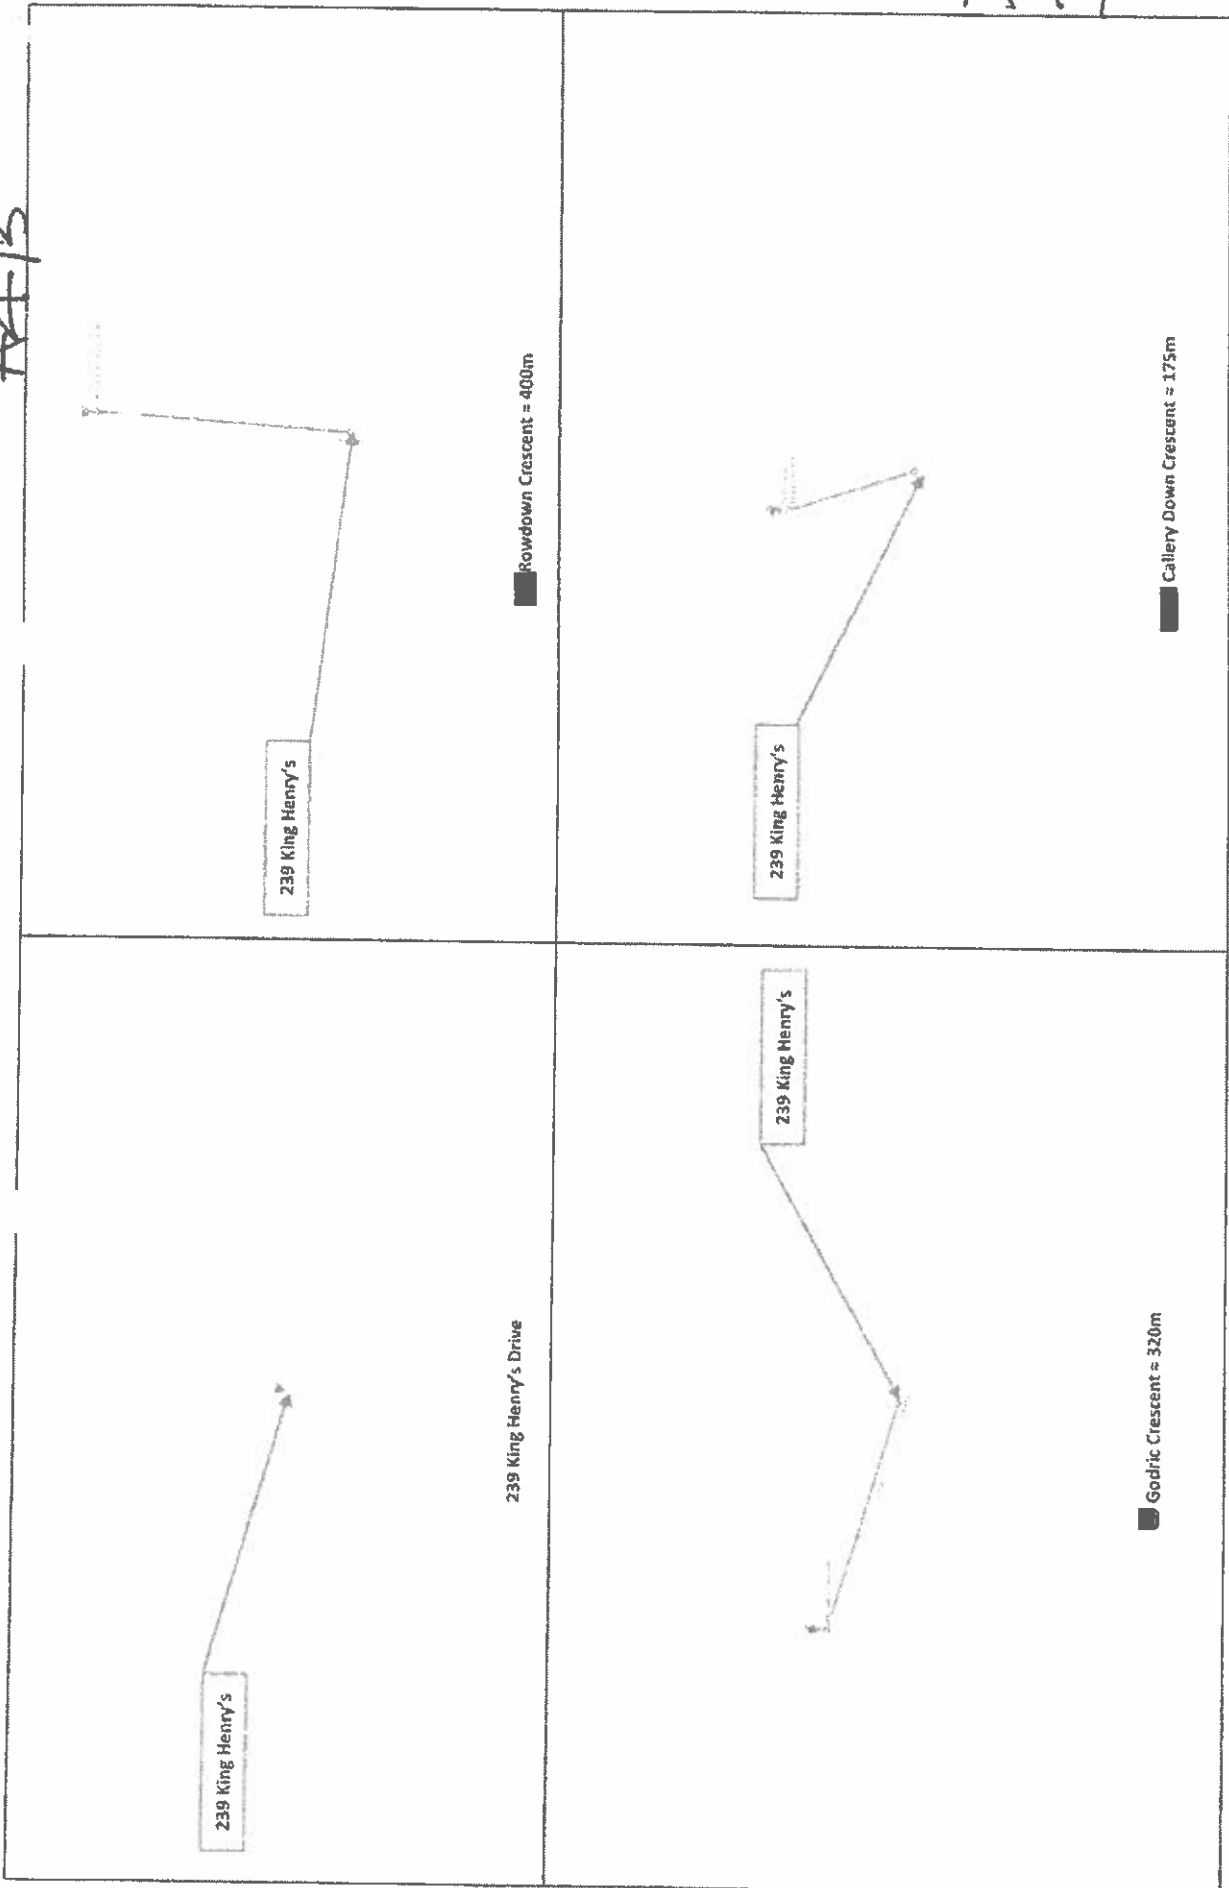 239 King Henry's
239 King Henry's Drive
239 King Henry's
Rowdown Crescent = 400m
239 King Henry's
Godric Crescent = 320m
239 King Henry's
Callery Down Crescent = 175m